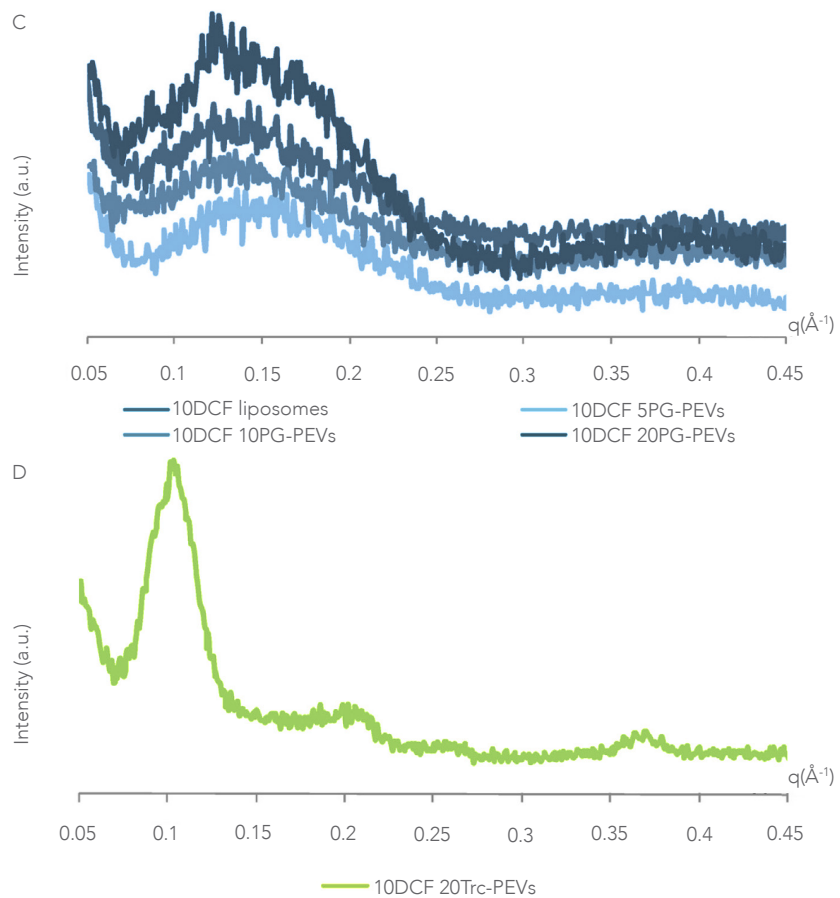 C
Intensity (a.u.)
q(Å⁻¹)
0.05 0.1 0.15 0.2 0.25 0.3 0.35 0.4 0.45
10DCF liposomes 10DCF 5PG-PEVs
10DCF 10PG-PEVs 10DCF 20PG-PEVs
D
Intensity (a.u.)
q(Å⁻¹)
0.05 0.1 0.15 0.2 0.25 0.3 0.35 0.4 0.45
10DCF 20Trc-PEVs